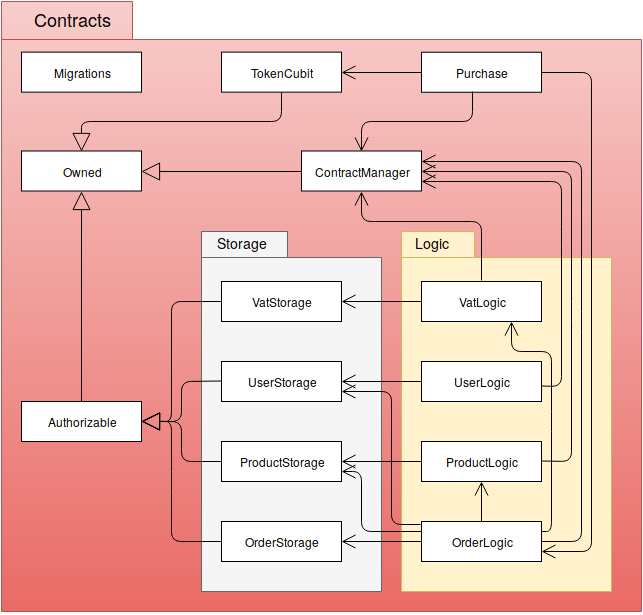 Contracts
Migrations
TokenCubit
Purchase
Owned
ContractManager
Storage
Logic
VatStorage
VatLogic
UserStorage
UserLogic
Authorizable
ProductStorage
ProductLogic
OrderStorage
OrderLogic